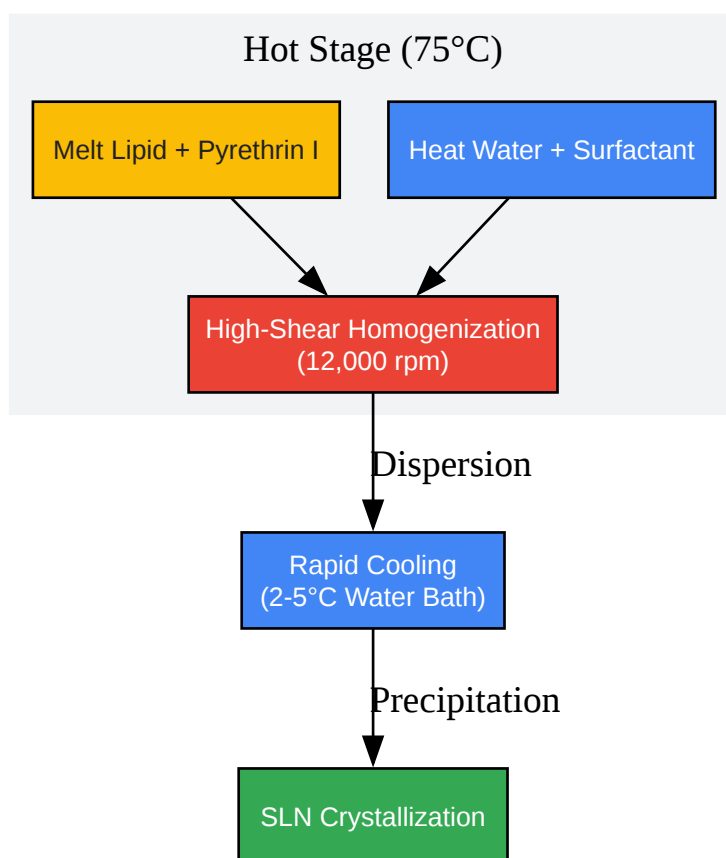 Hot Stage (75°C)
Melt Lipid + Pyrethrin I
Heat Water + Surfactant
High-Shear Homogenization
(12,000 rpm)
Dispersion
Rapid Cooling
(2-5°C Water Bath)
Precipitation
SLN Crystallization